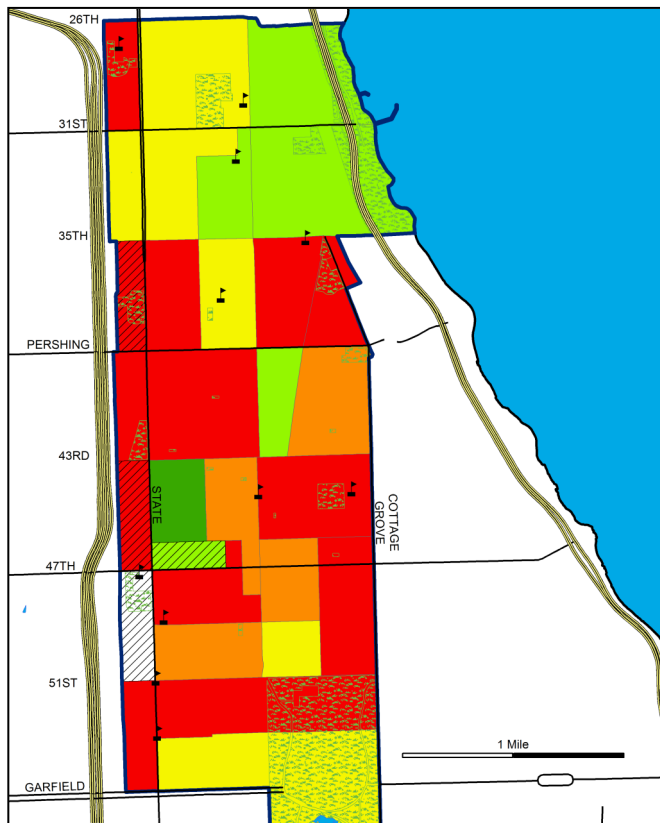 26TH
31ST
35TH
PERSHING
43RD
STATE
COTTAGE
GROVE
47TH
51ST
1 Mile
GARFIELD